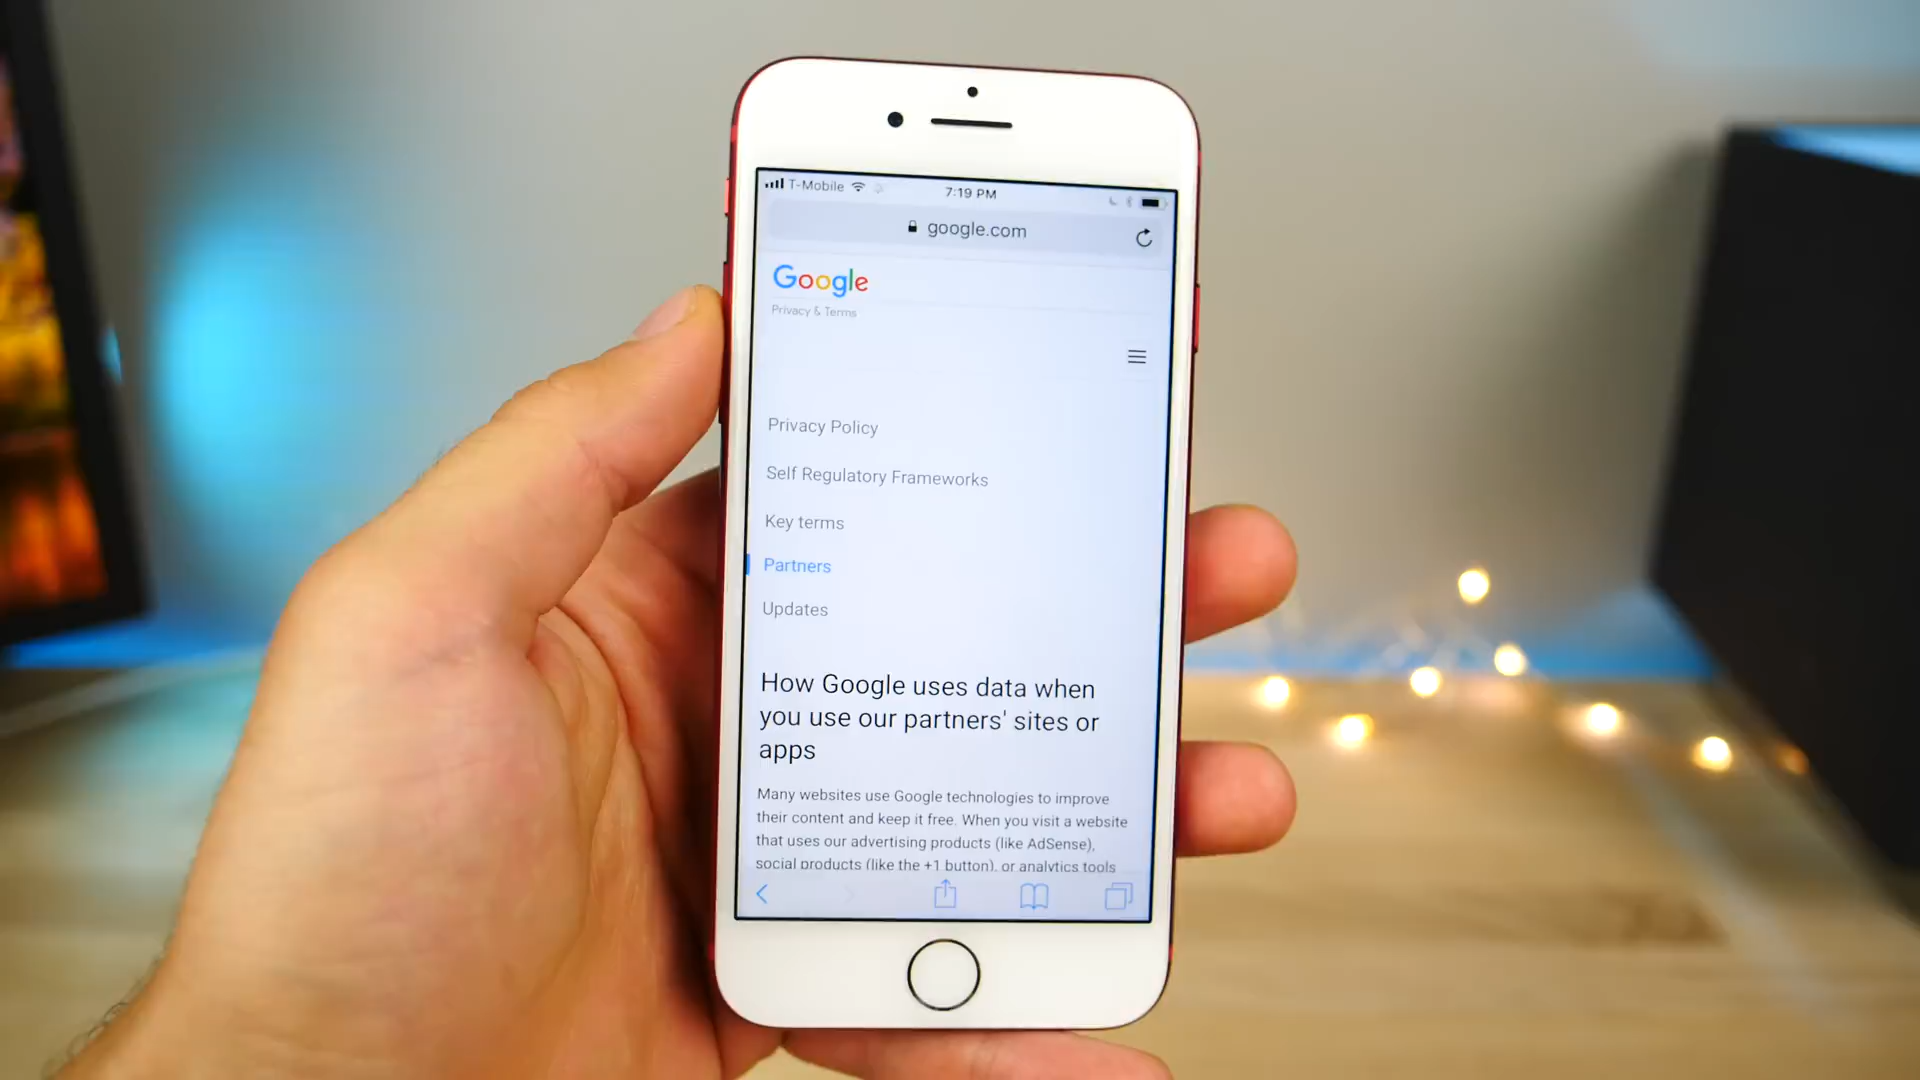 T-Mobile
7:19 PM
google.com
Google
Privacy & Terms
Privacy Policy
Self Regulatory Frameworks
Key terms
Partners
Updates
How Google uses data when
you use our partners' sites or
apps
Many websites use Google technologies to improve
their content and keep it free. When you visit a website
that uses our advertising products (like AdSense),
social products (like the +1 button), or analytics tools